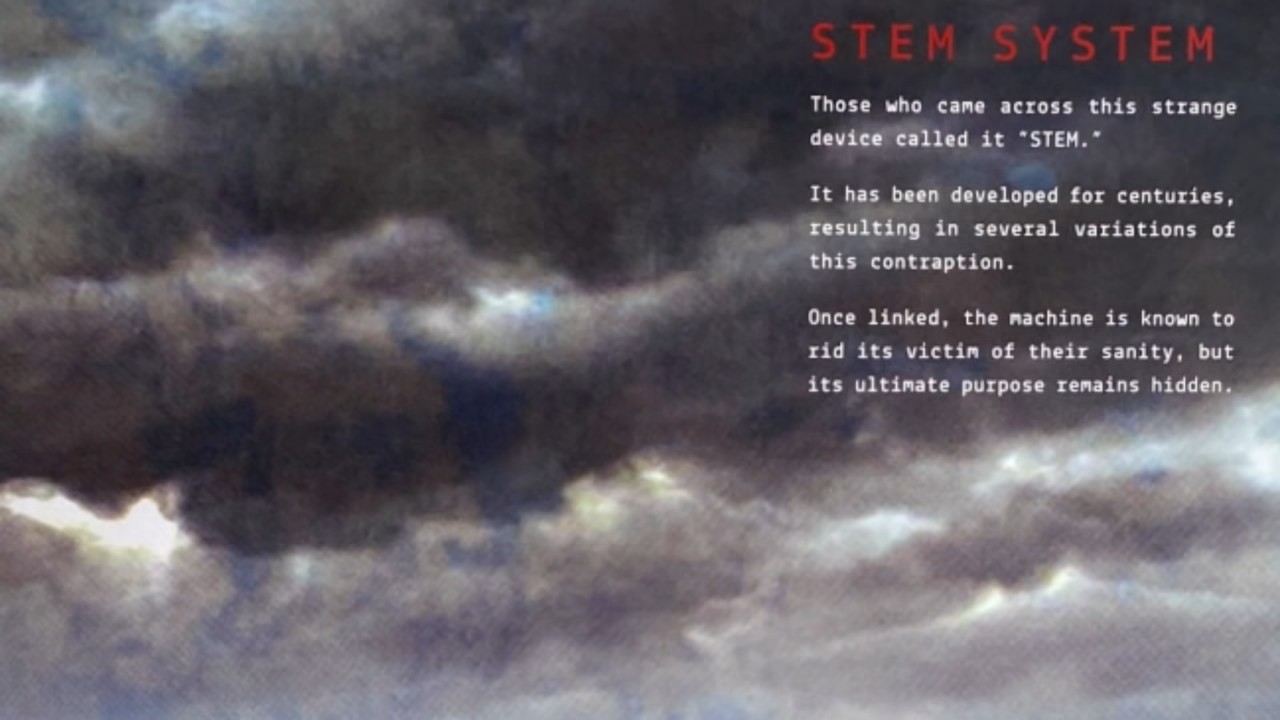 STEM SYSTEM
Those who came across this strange
device called it "STEM."
It has been developed for centuries,
resulting in several variations of
this contraption.
Once linked, the machine is known to
rid its victim of their sanity, but
its ultimate purpose remains hidden.